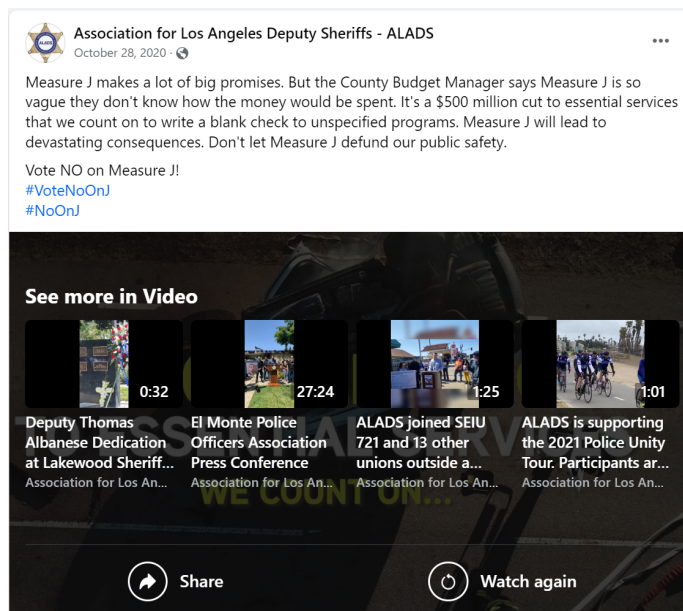 Association for Los Angeles Deputy Sheriffs - ALADS
October 28, 2020 ·
Measure J makes a lot of big promises. But the County Budget Manager says Measure J is so
vague they don't know how the money would be spent. It's a $500 million cut to essential services
that we count on to write a blank check to unspecified programs. Measure J will lead to
devastating consequences. Don't let Measure J defund our public safety.
Vote NO on Measure J!
#VoteNoOnJ
#NoOnJ
See more in Video
0:32
27:24
1:25
1:01
Deputy Thomas
Albanese Dedication
at Lakewood Sheriff...
Association for Los An...
El Monte Police
Officers Association
Press Conference
Association for Los An...
ALADS joined SEIU
721 and 13 other
unions outside a...
Association for Los An...
ALADS is supporting
the 2021 Police Unity
Tour. Participants ar...
Association for Los An...
TO ESSENTIAL SERVICES
WE COUNT ON...
Share
Watch again